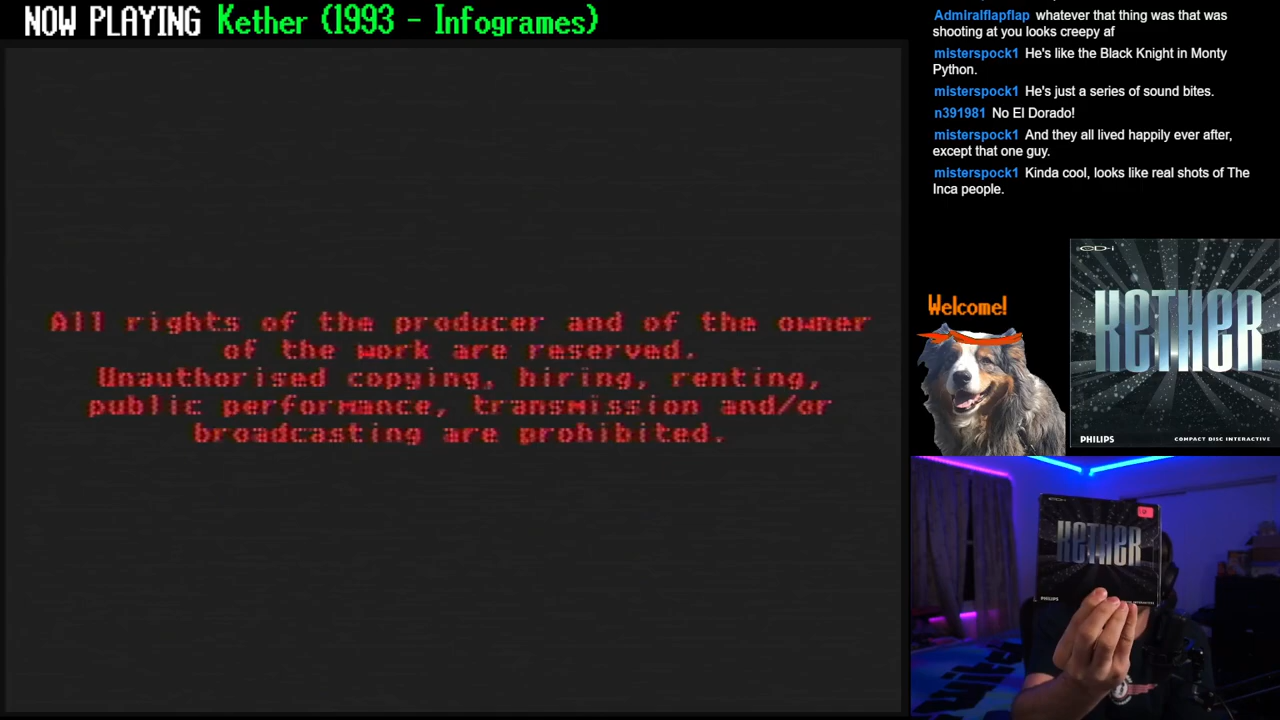 NOW PLAYING Kether (1993 - Infogrames)
Admiralflapflap whatever that thing was that was
shooting at you looks creepy af
misterspock1 He's like the Black Knight in Monty
Python.
misterspock1 He's just a series of sound bites.
n391981 No El Dorado!
misterspock1 And they all lived happily ever after,
except that one guy.
misterspock1 Kinda cool, looks like real shots of The
Inca people.
All rights of the producer and of the owner
of the work are reserved.
Unauthorised copying, hiring, renting,
public performance, transmission and/or
broadcasting are prohibited.
Welcome!
CD-i
KETHER
PHILIPS COMPACT DISC INTERACTIVE
KETHER
PHILIPS